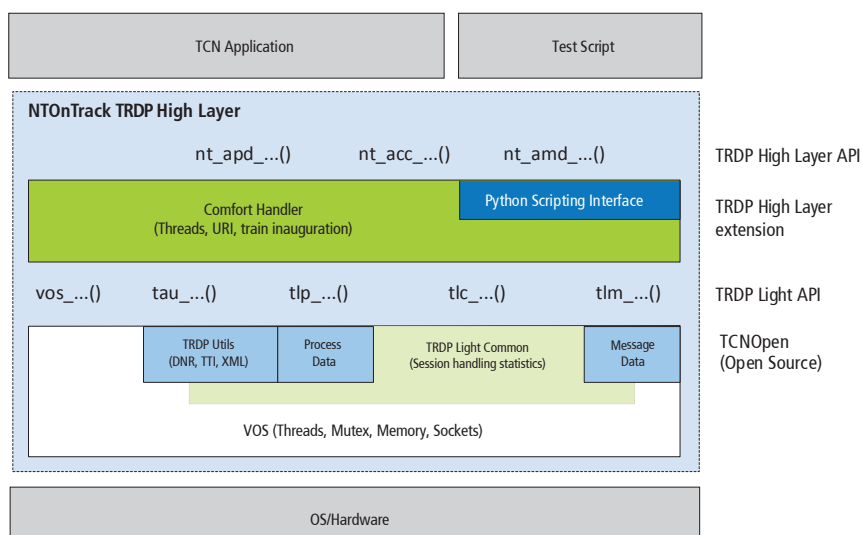 TCN Application
Test Script
NTOnTrack TRDP High Layer
nt_apd_...()
nt_acc_...()
nt_amd_...()
TRDP High Layer API
Comfort Handler
(Threads, URI, train inauguration)
Python Scripting Interface
TRDP High Layer
extension
vos_...()
tau_...()
tlp_...()
tlc_...()
tlm_...()
TRDP Light API
TRDP Utils
(DNR, TTI, XML)
Process
Data
TRDP Light Common
(Session handling statistics)
Message
Data
TCNOpen
(Open Source)
VOS (Threads, Mutex, Memory, Sockets)
OS/Hardware